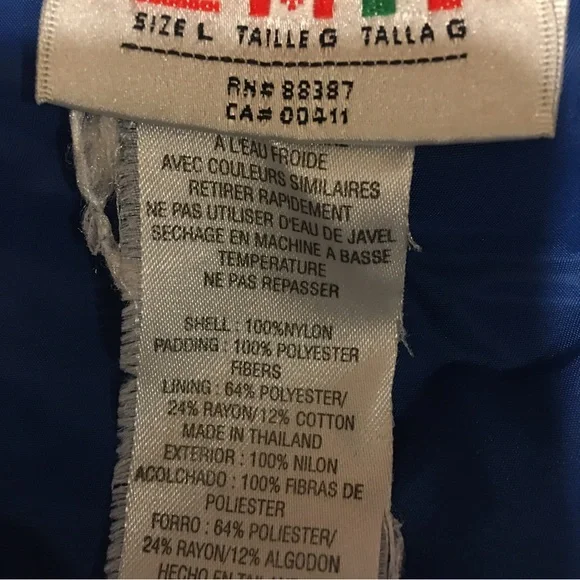 SIZE L TAILLE G TALLA G
RN# 88387
CA# 00411
A L'EAU FROIDE
AVEC COULEURS SIMILAIRES
RETIRER RAPIDEMENT
NE PAS UTILISER D'EAU DE JAVEL
SECHAGE EN MACHINE A BASSE
TEMPERATURE
NE PAS REPASSER
SHELL : 100%NYLON
PADDING : 100% POLYESTER
FIBERS
LINING : 64% POLYESTER/
24% RAYON/12% COTTON
MADE IN THAILAND
EXTERIOR : 100% NILON
ACOLCHADO : 100% FIBRAS DE
POLIESTER
FORRO : 64% POLIESTER/
24% RAYON/12% ALGODON
HECHO EN